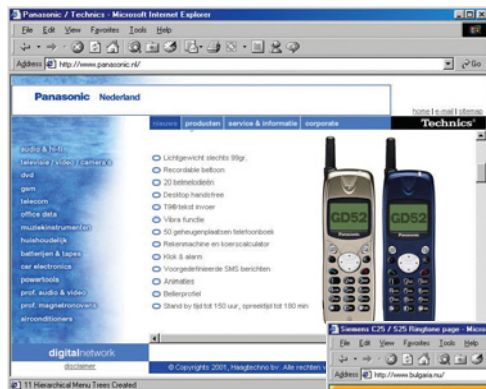 Panasonic / Technics - Microsoft Internet Explorer
File Edit View Favorites Tools Help
Address http://www.panasonic.nl/ Go
Panasonic Nederland
home | e-mail | sitemap
nieuws producten service & informatie corporate
Technics
audio & hi-fi
televisie / video / camera's
dvd
gsm
telecom
office data
muziekinstrumenten
huishoudelijk
batterijen & tapes
car electronics
powertools
prof. audio & video
prof. magnetronovens
airconditioners
digitalnetwork
disclaimer
Lichtgewicht slechts 99gr.
Recordable beltoon
20 belmelodieën
Desktop handsfree
T9® tekst invoer
Vibra functie
50 geheugenplaatsen telefoonboek
Rekenmachine en koerscalculator
Klok & alarm
Voorgedefinieerde SMS berichten
Animaties
Bellerprofiel
Stand by tijd tot 150 uur, spreektijd tot 180 min
GD52
Panasonic
GD52
Panasonic
© Copyrights 2001, Haagtechno bv. Alle rechten
11 Hierarchical Menu Trees Created
Siemens C25 / S25 Ringtone page - M
File Edit View Favorites Tools
Address http://www.bulgaria.nu/